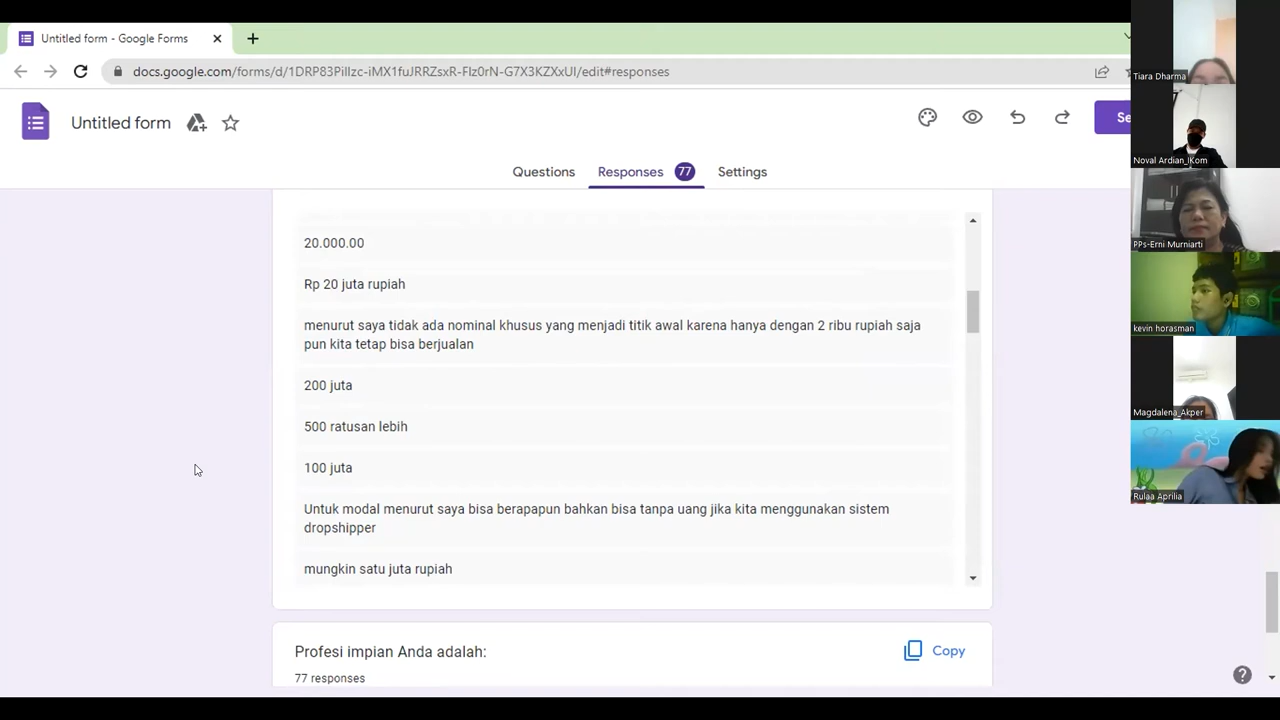 Untitled form - Google Forms
docs.google.com/forms/d/1DRP83PiIIzc-iMX1fuJRRZsxR-FIz0rN-G7X3KZXxUI/edit#responses
Untitled form
Se
Questions
Responses 77
Settings
20.000.00
Rp 20 juta rupiah
menurut saya tidak ada nominal khusus yang menjadi titik awal karena hanya dengan 2 ribu rupiah saja
pun kita tetap bisa berjualan
200 juta
500 ratusan lebih
100 juta
Untuk modal menurut saya bisa berapapun bahkan bisa tanpa uang jika kita menggunakan sistem
dropshipper
mungkin satu juta rupiah
Profesi impian Anda adalah:
Copy
77 responses
Tiara Dharma
Noval Ardian_IKom
PPs-Erni Murniarti
kevin horasman
Magdalena_Akper
Rulaa Aprilia